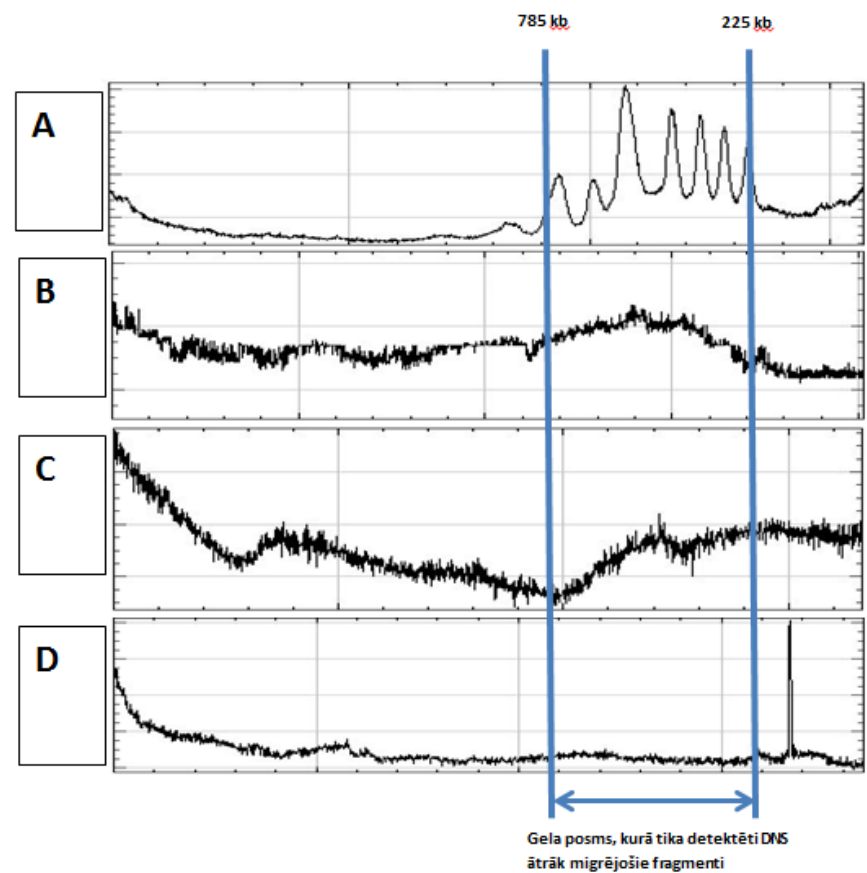 785 kb
225 kb
A
B
C
D
Gela posms, kurā tika detektēti DNS
ātrāk migrējošie fragmenti